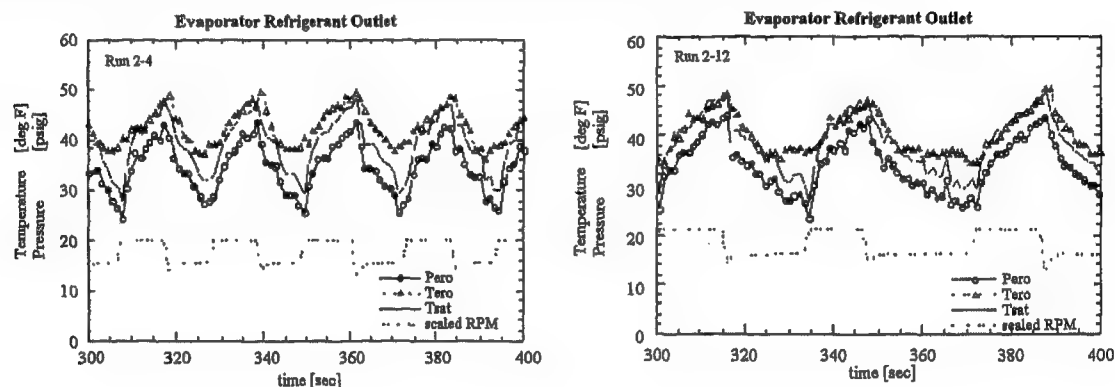 Evaporator Refrigerant Outlet
60
50
40
30
20
10
0
Temperature [deg F]
Pressure [psig]
Run 2-4
Pero
Tero
Tsat
scaled RPM
300 320 340 360 380 400
time [sec]
Evaporator Refrigerant Outlet
60
50
40
30
20
10
0
Temperature [deg F]
Pressure [psig]
Run 2-12
Pero
Tero
Tsat
scaled RPM
300 320 340 360 380 400
time [sec]